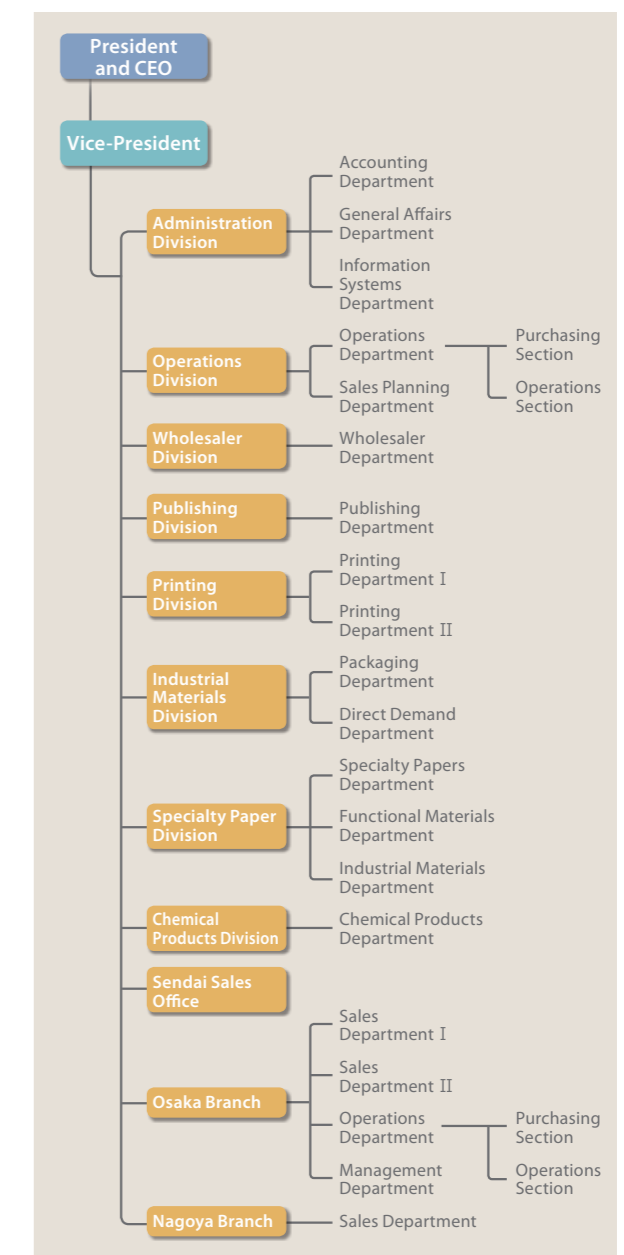 President
and CEO
Vice-President
Administration
Division
Accounting
Department
General Affairs
Department
Information
Systems
Department
Operations
Division
Operations
Department
Purchasing
Section
Operations
Section
Sales Planning
Department
Wholesaler
Division
Wholesaler
Department
Publishing
Division
Publishing
Department
Printing
Division
Printing
Department Ⅰ
Printing
Department Ⅱ
Industrial
Materials
Division
Packaging
Department
Direct Demand
Department
Specialty Paper
Division
Specialty Papers
Department
Functional Materials
Department
Industrial Materials
Department
Chemical
Products Division
Chemical Products
Department
Sendai Sales
Office
Osaka Branch
Sales
Department Ⅰ
Sales
Department Ⅱ
Operations
Department
Purchasing
Section
Operations
Section
Management
Department
Nagoya Branch
Sales Department